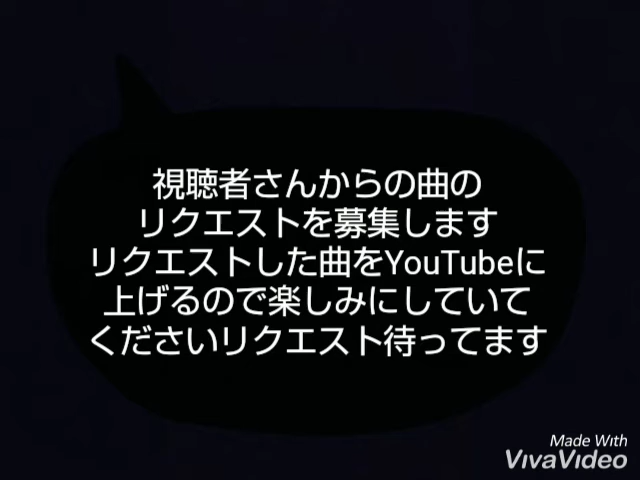 視聴者さんからの曲の
リクエストを募集します
リクエストした曲をYouTubeに
上げるので楽しみにしていて
くださいリクエスト待ってます
Made With
VivaVideo